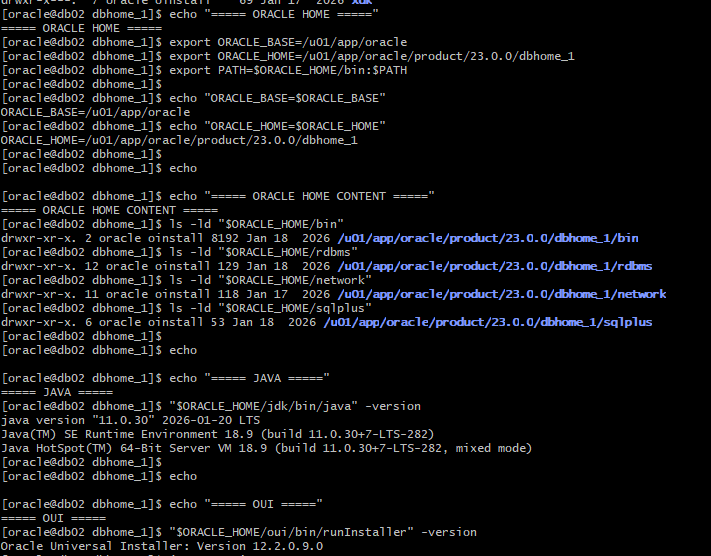 drwxr-x---. 7 oracle oinstall 69 Jan 17 2026 xdk
[oracle@db02 dbhome_1]$ echo "===== ORACLE HOME ====="
===== ORACLE HOME =====
[oracle@db02 dbhome_1]$ export ORACLE_BASE=/u01/app/oracle
[oracle@db02 dbhome_1]$ export ORACLE_HOME=/u01/app/oracle/product/23.0.0/dbhome_1
[oracle@db02 dbhome_1]$ export PATH=$ORACLE_HOME/bin:$PATH
[oracle@db02 dbhome_1]$
[oracle@db02 dbhome_1]$ echo "ORACLE_BASE=$ORACLE_BASE"
ORACLE_BASE=/u01/app/oracle
[oracle@db02 dbhome_1]$ echo "ORACLE_HOME=$ORACLE_HOME"
ORACLE_HOME=/u01/app/oracle/product/23.0.0/dbhome_1
[oracle@db02 dbhome_1]$
[oracle@db02 dbhome_1]$ echo

[oracle@db02 dbhome_1]$ echo "===== ORACLE HOME CONTENT ====="
===== ORACLE HOME CONTENT =====
[oracle@db02 dbhome_1]$ ls -ld "$ORACLE_HOME/bin"
drwxr-xr-x. 2 oracle oinstall 8192 Jan 18 2026 /u01/app/oracle/product/23.0.0/dbhome_1/bin
[oracle@db02 dbhome_1]$ ls -ld "$ORACLE_HOME/rdbms"
drwxr-xr-x. 12 oracle oinstall 129 Jan 18 2026 /u01/app/oracle/product/23.0.0/dbhome_1/rdbms
[oracle@db02 dbhome_1]$ ls -ld "$ORACLE_HOME/network"
drwxr-xr-x. 11 oracle oinstall 118 Jan 17 2026 /u01/app/oracle/product/23.0.0/dbhome_1/network
[oracle@db02 dbhome_1]$ ls -ld "$ORACLE_HOME/sqlplus"
drwxr-xr-x. 6 oracle oinstall 53 Jan 18 2026 /u01/app/oracle/product/23.0.0/dbhome_1/sqlplus
[oracle@db02 dbhome_1]$
[oracle@db02 dbhome_1]$ echo

[oracle@db02 dbhome_1]$ echo "===== JAVA ====="
===== JAVA =====
[oracle@db02 dbhome_1]$ "$ORACLE_HOME/jdk/bin/java" -version
java version "11.0.30" 2026-01-20 LTS
Java(TM) SE Runtime Environment 18.9 (build 11.0.30+7-LTS-282)
Java HotSpot(TM) 64-Bit Server VM 18.9 (build 11.0.30+7-LTS-282, mixed mode)
[oracle@db02 dbhome_1]$
[oracle@db02 dbhome_1]$ echo

[oracle@db02 dbhome_1]$ echo "===== OUI ====="
===== OUI =====
[oracle@db02 dbhome_1]$ "$ORACLE_HOME/oui/bin/runInstaller" -version
Oracle Universal Installer: Version 12.2.0.9.0